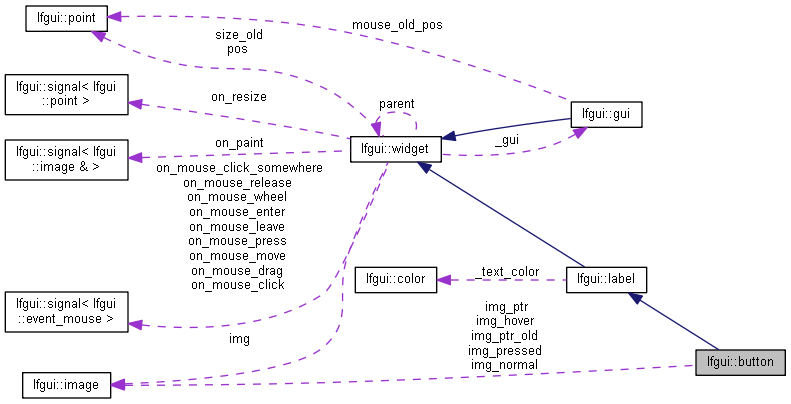 lfgui::point
mouse_old_pos
size_old
pos
lfgui::signal< lfgui
::point >
on_resize
parent
lfgui::gui
on_paint
lfgui::widget
_gui
lfgui::signal< lfgui
::image & >
on_mouse_click_somewhere
on_mouse_release
on_mouse_wheel
on_mouse_enter
on_mouse_leave
on_mouse_press
on_mouse_move
on_mouse_drag
on_mouse_click
lfgui::color
_text_color
lfgui::label
lfgui::signal< lfgui
::event_mouse >
img
img_ptr
img_hover
img_ptr_old
img_pressed
img_normal
lfgui::button
lfgui::image